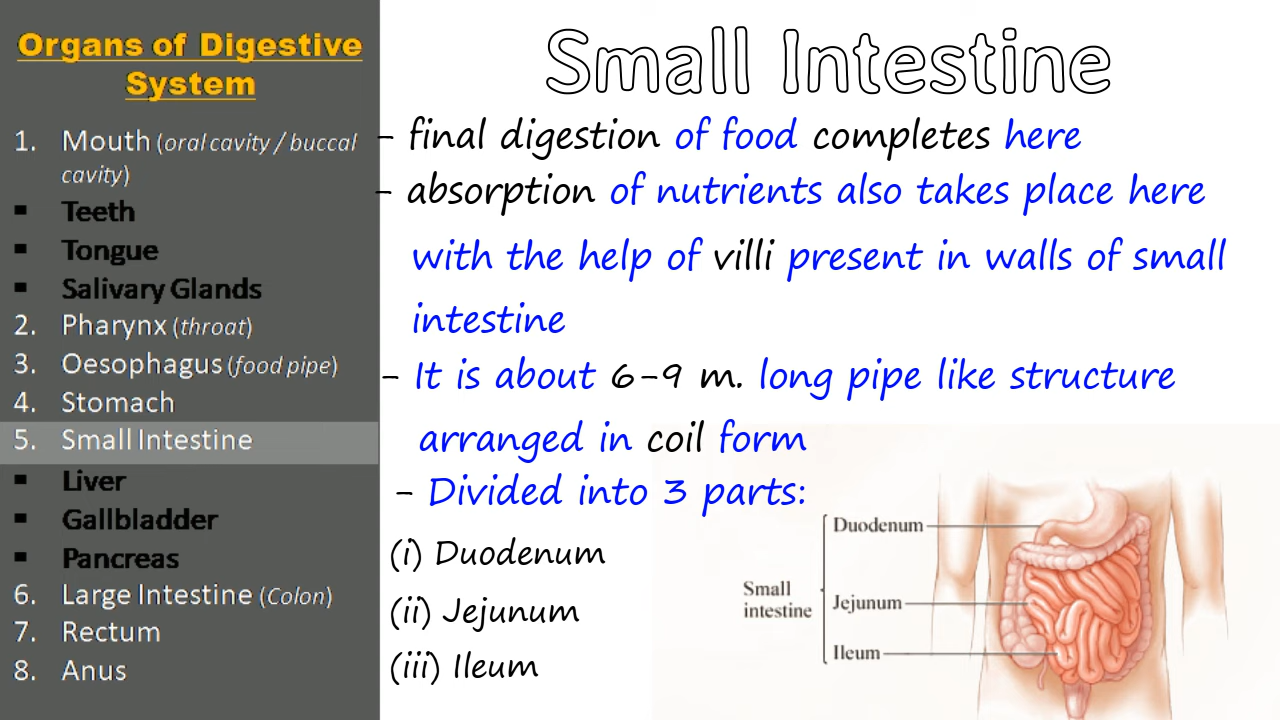 Organs of Digestive
System
1. Mouth (oral cavity / buccal
cavity)
▪ Teeth
▪ Tongue
▪ Salivary Glands
2. Pharynx (throat)
3. Oesophagus (food pipe)
4. Stomach
5. Small Intestine
▪ Liver
▪ Gallbladder
▪ Pancreas
6. Large Intestine (Colon)
7. Rectum
8. Anus
Small Intestine
- final digestion of food completes here
- absorption of nutrients also takes place here
with the help of villi present in walls of small
intestine
- It is about 6-9 m. long pipe like structure
arranged in coil form
- Divided into 3 parts:
(i) Duodenum
(ii) Jejunum
(iii) Ileum
Small
intestine
Duodenum
Jejunum
Ileum